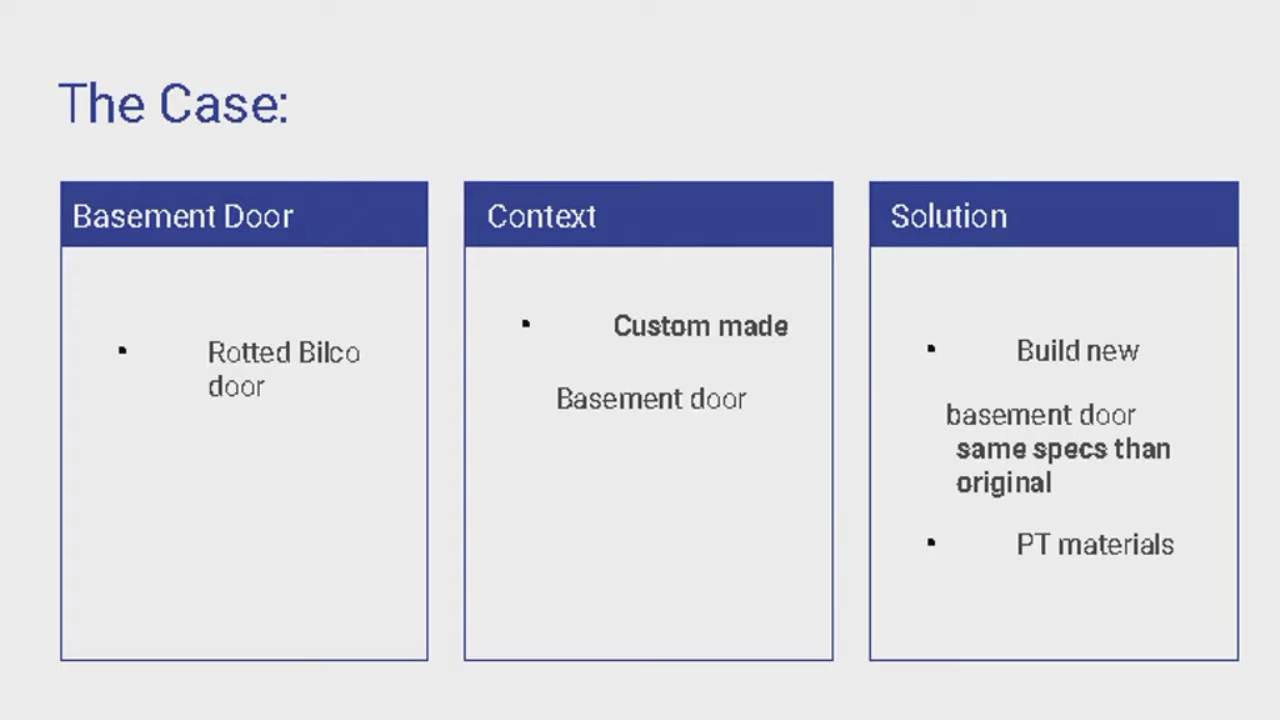 The Case:
Basement Door
Rotted Bilco
door
Context
Custom made
Basement door
Solution
Build new
basement door
same specs than
original
PT materials